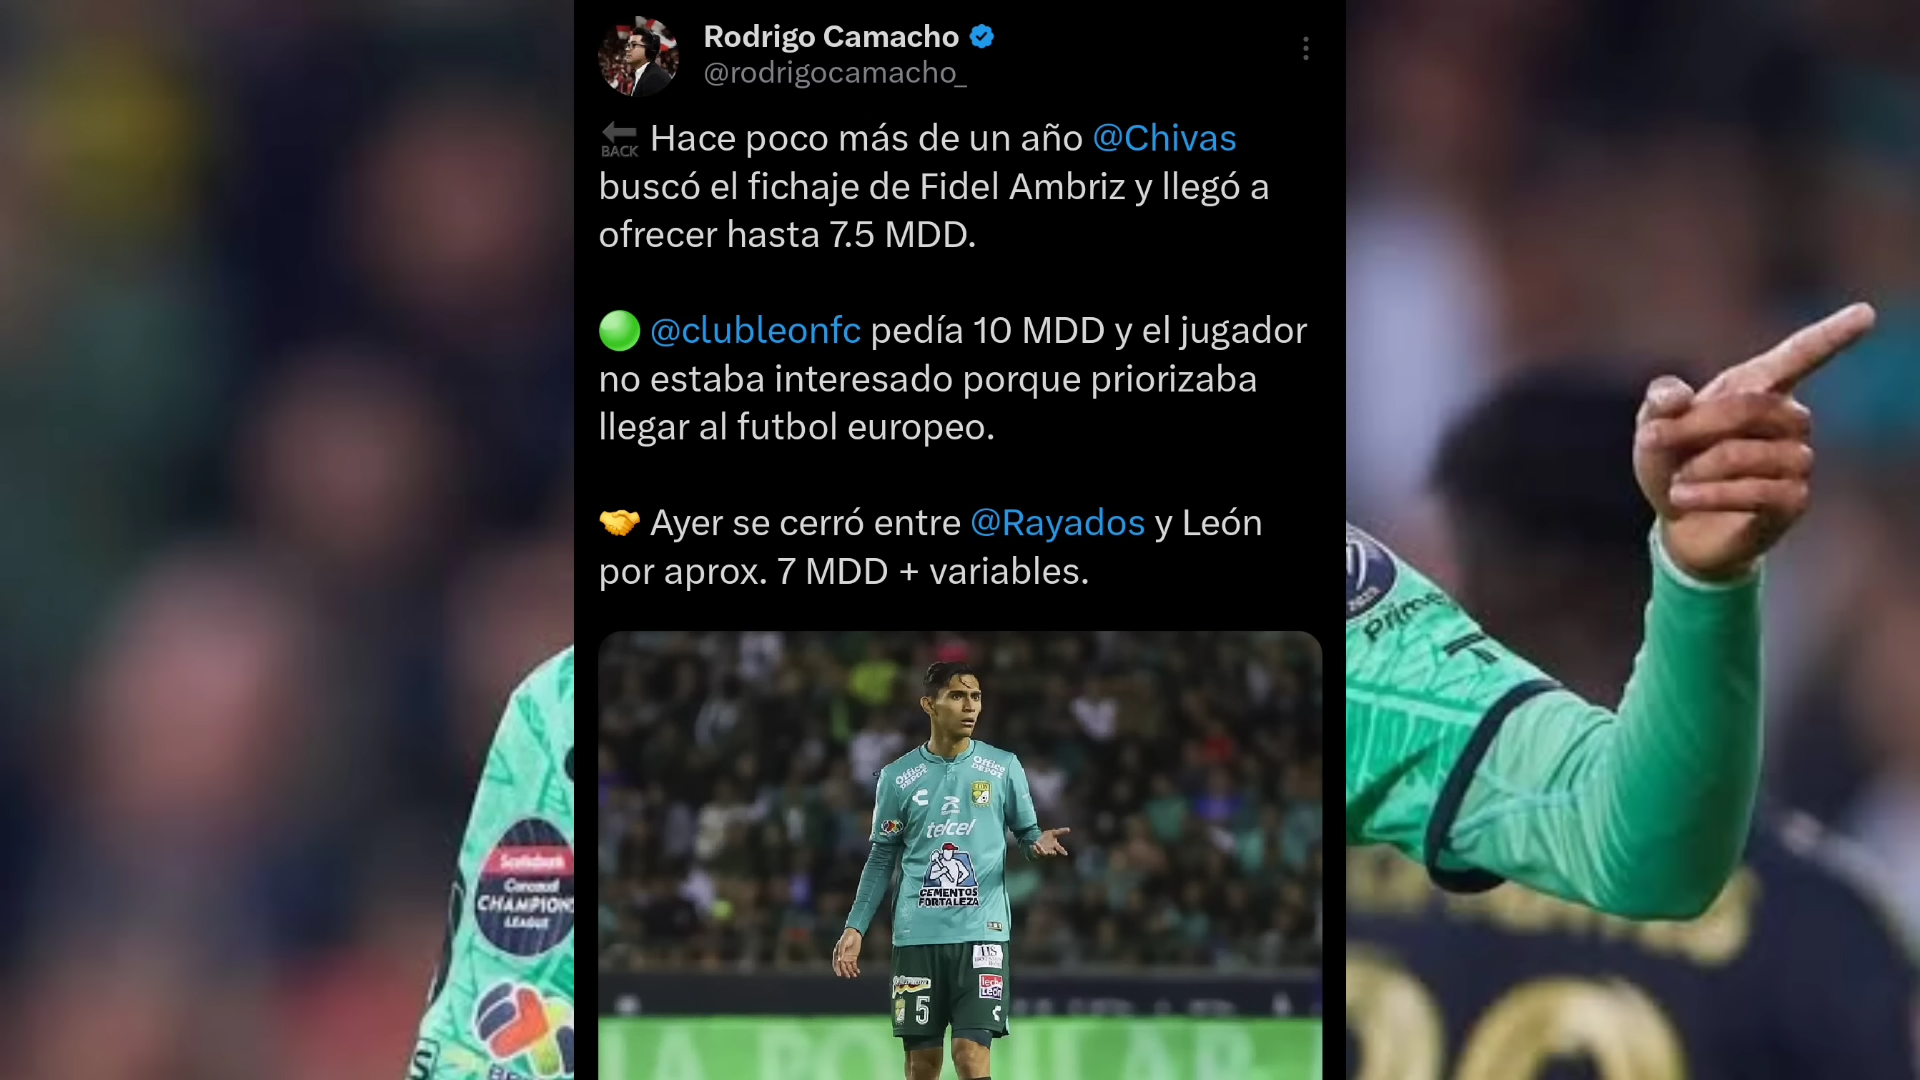 Rodrigo Camacho
@rodrigocamacho_
BACK Hace poco más de un año @Chivas
buscó el fichaje de Fidel Ambriz y llegó a
ofrecer hasta 7.5 MDD.
@clubleonfc pedía 10 MDD y el jugador
no estaba interesado porque priorizaba
llegar al futbol europeo.
Ayer se cerró entre @Rayados y León
por aprox. 7 MDD + variables.
Office DEPOT
Office DEPOT
telcel
CEMENTOS
FORTALEZA
5
Scotiabank
Concacaf
CHAMPIONS
LEAGUE
2023